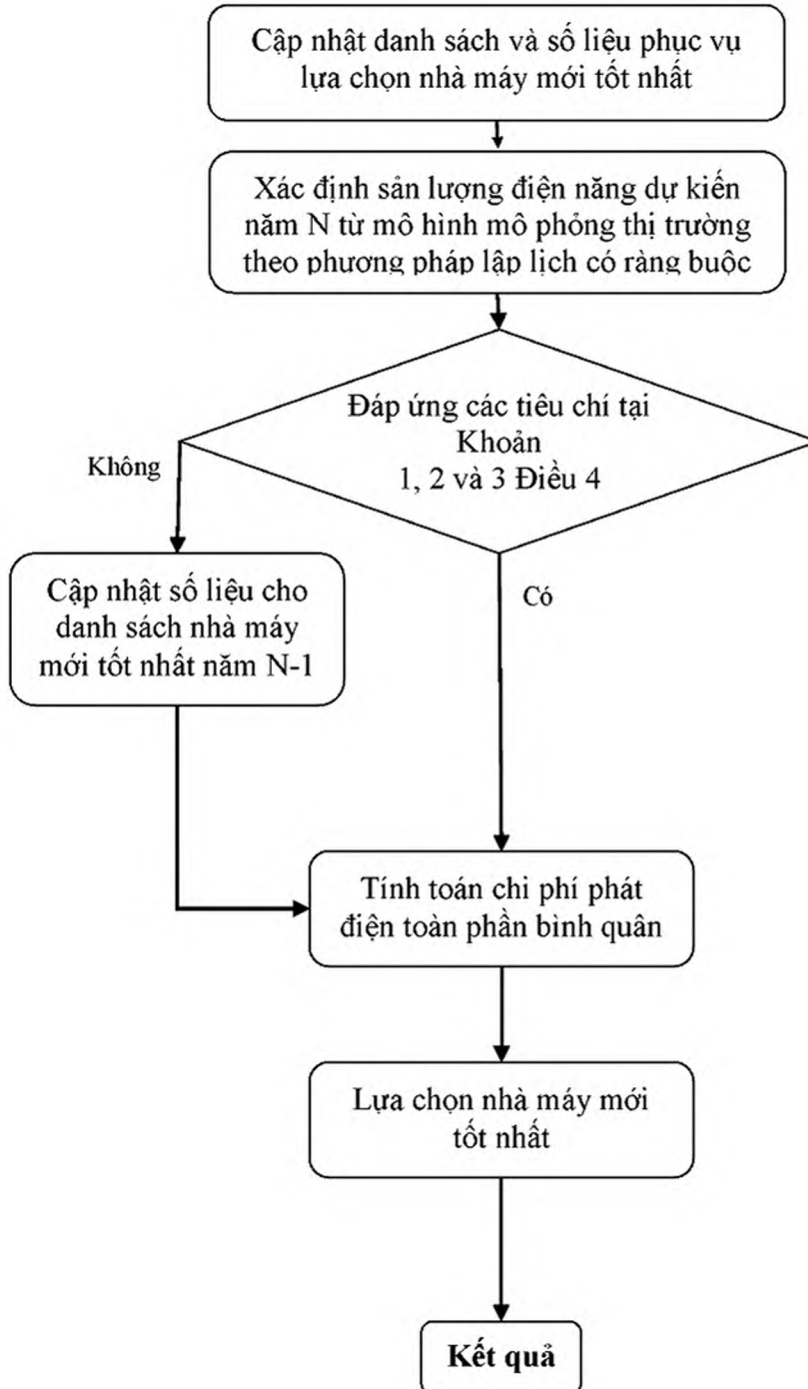 Cập nhật danh sách và số liệu phục vụ
lựa chọn nhà máy mới tốt nhất
Xác định sản lượng điện năng dự kiến
năm N từ mô hình mô phỏng thị trường
theo phương pháp lập lịch có ràng buộc
Đáp ứng các tiêu chí tại
Khoản
1, 2 và 3 Điều 4
Không
Cập nhật số liệu cho
danh sách nhà máy
mới tốt nhất năm N-1
Có
Tính toán chi phí phát
điện toàn phần bình quân
Lựa chọn nhà máy mới
tốt nhất
Kết quả